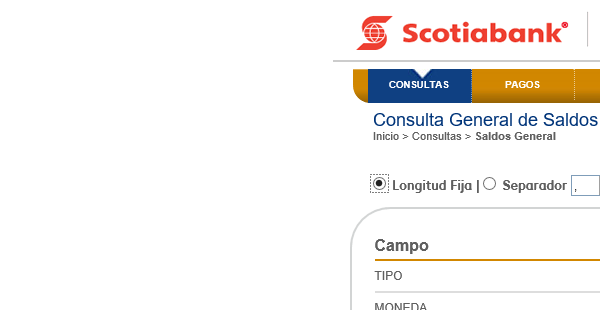 Scotiabank®
CONSULTAS PAGOS
Consulta General de Saldos
Inicio > Consultas > Saldos General
Longitud Fija | Separador ,
Campo
TIPO
MONEDA